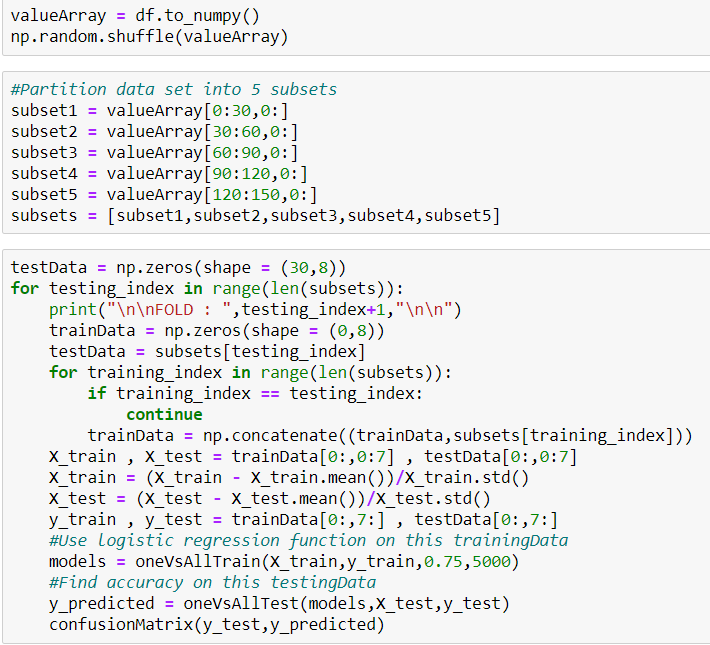 valueArray = df.to_numpy()
np.random.shuffle(valueArray)
#Partition data set into 5 subsets
subset1 = valueArray[0:30,0:]
subset2 = valueArray[30:60,0:]
subset3 = valueArray[60:90,0:]
subset4 = valueArray[90:120,0:]
subset5 = valueArray[120:150,0:]
subsets = [subset1,subset2,subset3,subset4,subset5]
testData = np.zeros(shape = (30,8))
for testing_index in range(len(subsets)):
    print("\n\nFOLD : ",testing_index+1,"\n\n")
    trainData = np.zeros(shape = (0,8))
    testData = subsets[testing_index]
    for training_index in range(len(subsets)):
        if training_index == testing_index:
            continue
        trainData = np.concatenate((trainData,subsets[training_index]))
    X_train , X_test = trainData[0:,0:7] , testData[0:,0:7]
    X_train = (X_train - X_train.mean())/X_train.std()
    X_test = (X_test - X_test.mean())/X_test.std()
    y_train , y_test = trainData[0:,7:] , testData[0:,7:]
    #Use logistic regression function on this trainingData
    models = oneVsAllTrain(X_train,y_train,0.75,5000)
    #Find accuracy on this testingData
    y_predicted = oneVsAllTest(models,X_test,y_test)
    confusionMatrix(y_test,y_predicted)